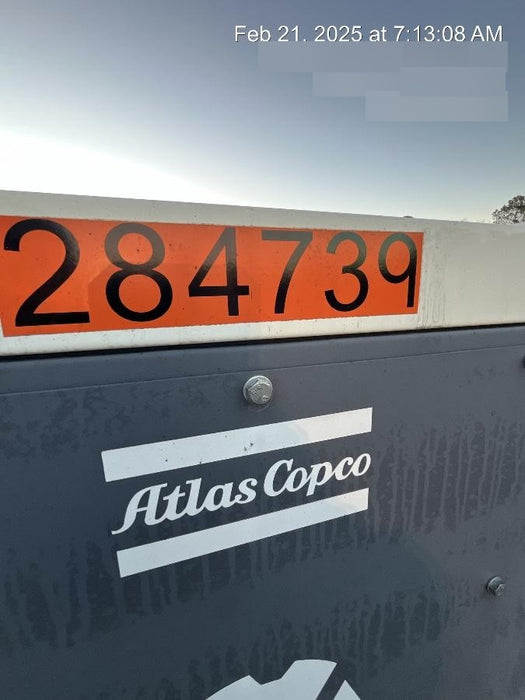 Feb 21, 2025 at 7:13:08 AM
284739
Atlas Copco